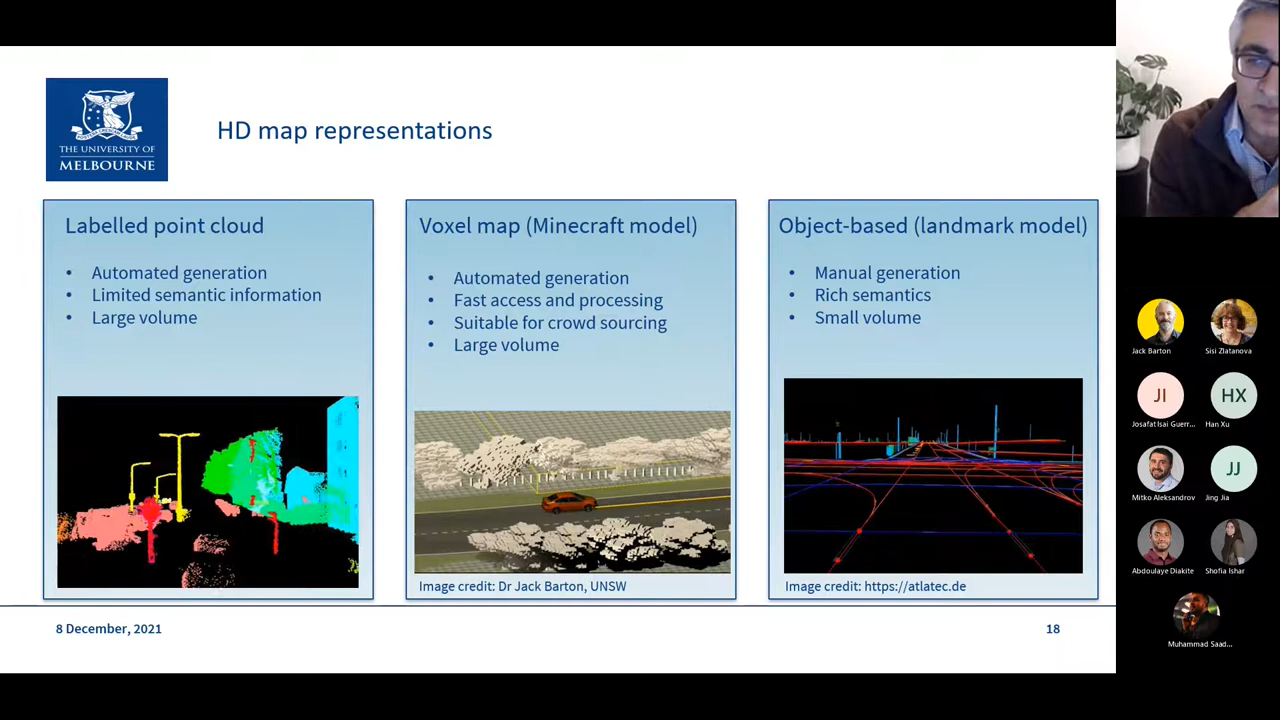 THE UNIVERSITY OF
MELBOURNE
HD map representations
Labelled point cloud
• Automated generation
• Limited semantic information
• Large volume
Voxel map (Minecraft model)
• Automated generation
• Fast access and processing
• Suitable for crowd sourcing
• Large volume
Image credit: Dr Jack Barton, UNSW
Object-based (landmark model)
• Manual generation
• Rich semantics
• Small volume
Image credit: https://atlatec.de
8 December, 2021
18
Jack Barton
Sisi Zlatanova
JI
Josafat Isai Guerr...
HX
Han Xu
Mitko Aleksandrov
JJ
Jing Jia
Abdoulaye Diakite
Shofia Ishar
Muhammad Saad...